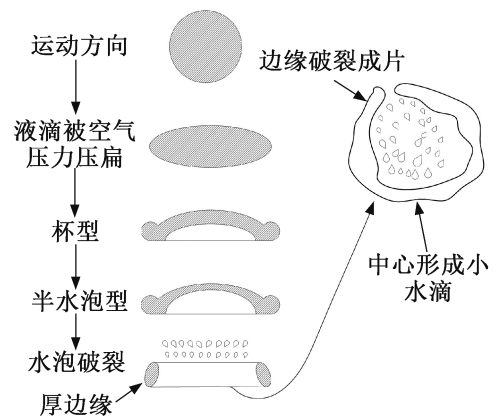 运动方向
液滴被空气
压力压扁
杯型
半水泡型
水泡破裂
厚边缘
边缘破裂成片
中心形成小
水滴